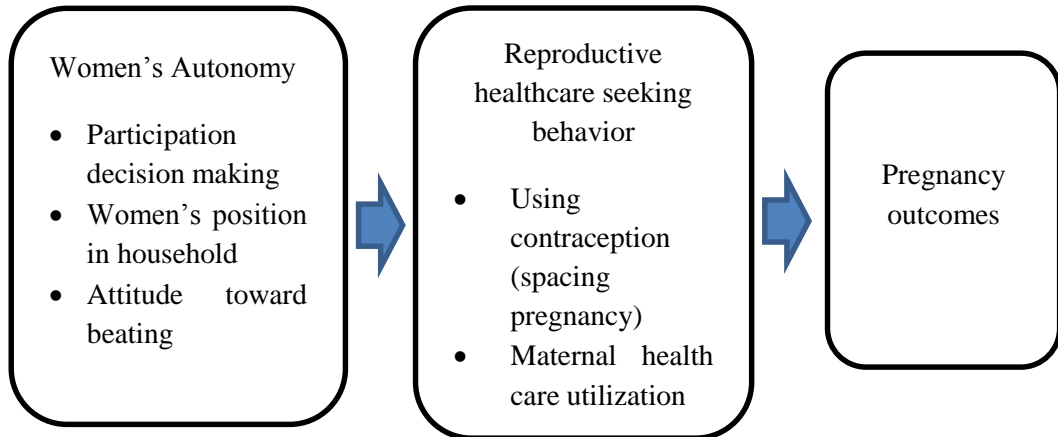 Women’s Autonomy
• Participation
decision making
• Women’s position
in household
• Attitude toward
beating
Reproductive
healthcare seeking
behavior
• Using
contraception
(spacing
pregnancy)
• Maternal health
care utilization
Pregnancy
outcomes